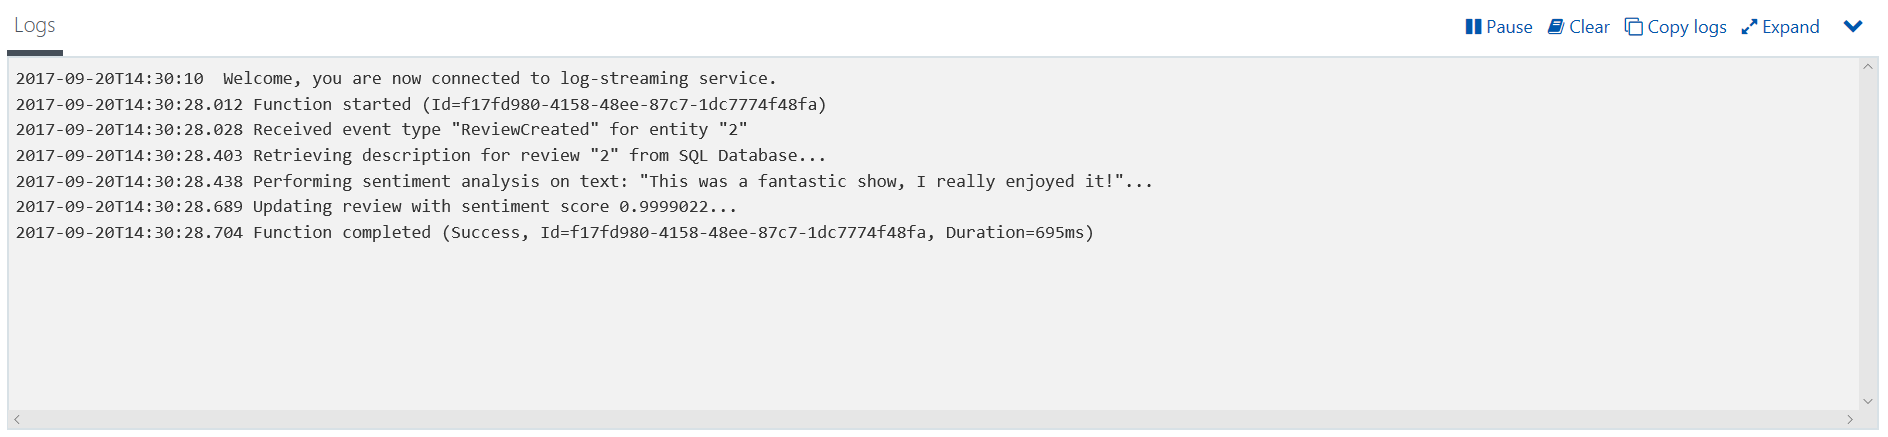 Logs
Pause Clear Copy logs Expand
2017-09-20T14:30:10  Welcome, you are now connected to log-streaming service.
2017-09-20T14:30:28.012 Function started (Id=f17fd980-4158-48ee-87c7-1dc7774f48fa)
2017-09-20T14:30:28.028 Received event type "ReviewCreated" for entity "2"
2017-09-20T14:30:28.403 Retrieving description for review "2" from SQL Database...
2017-09-20T14:30:28.438 Performing sentiment analysis on text: "This was a fantastic show, I really enjoyed it!"...
2017-09-20T14:30:28.689 Updating review with sentiment score 0.9999022...
2017-09-20T14:30:28.704 Function completed (Success, Id=f17fd980-4158-48ee-87c7-1dc7774f48fa, Duration=695ms)